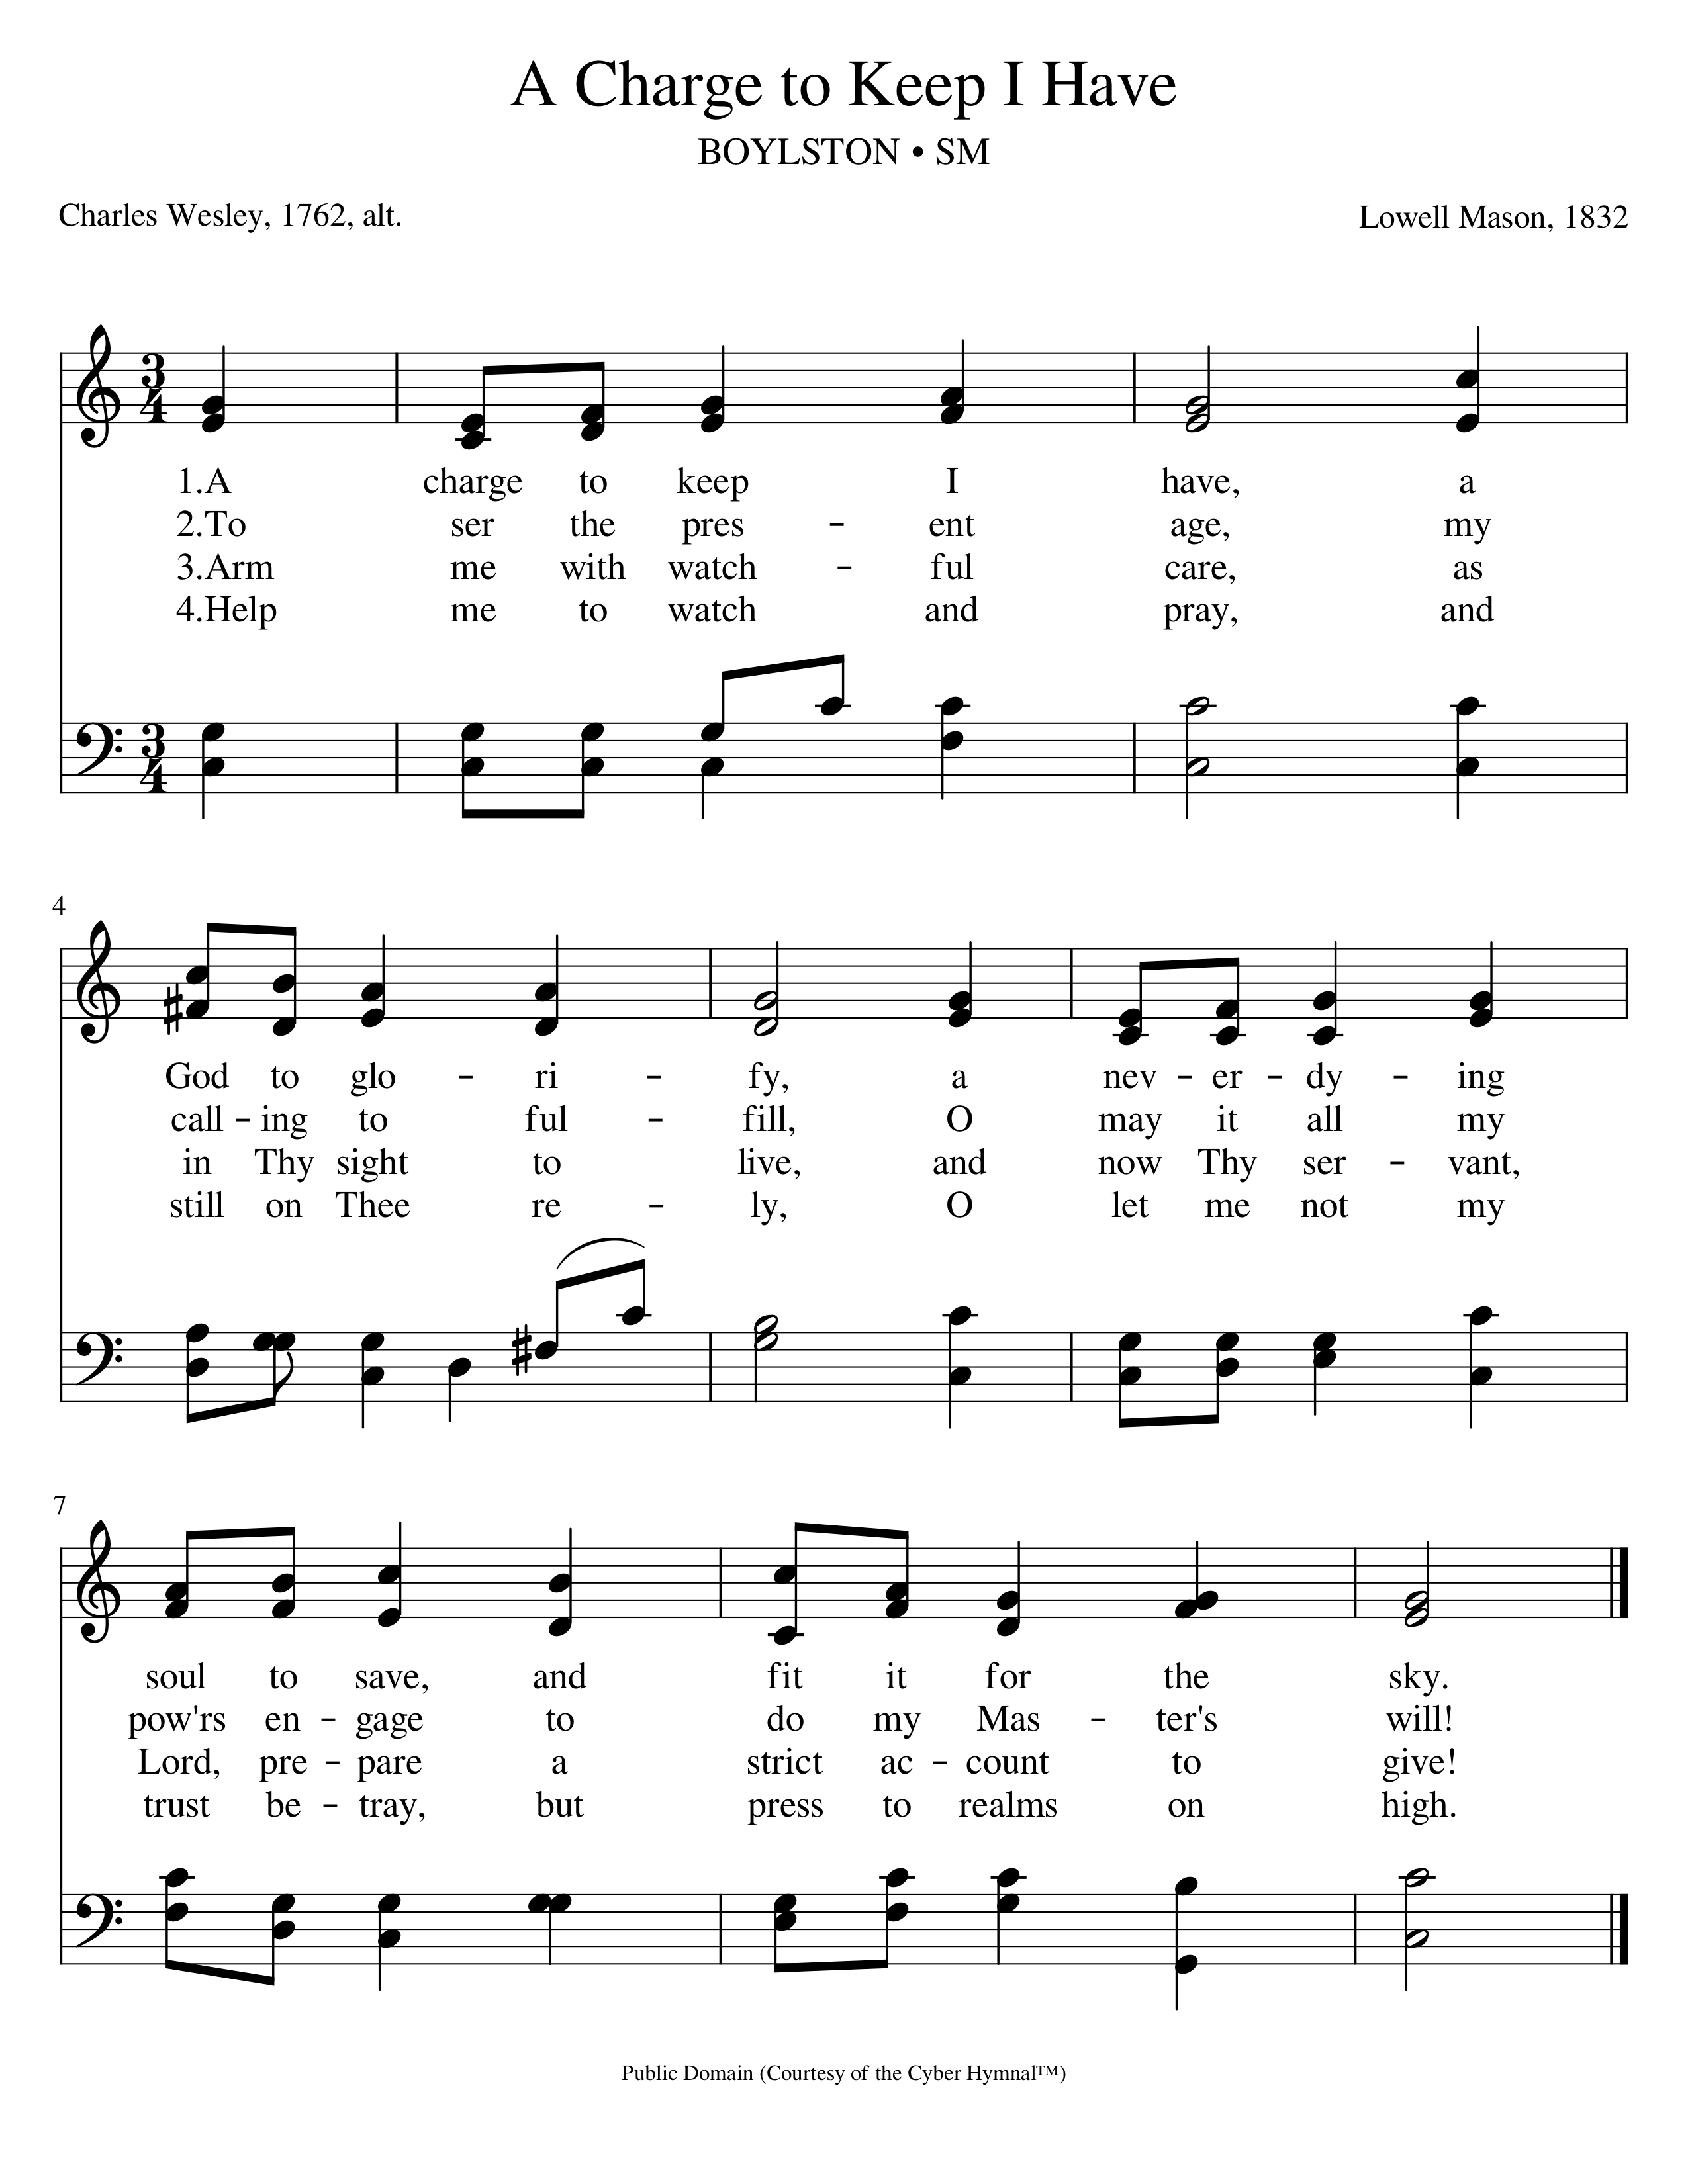 A Charge to Keep I Have
BOYLSTON • SM
Charles Wesley, 1762, alt.
Lowell Mason, 1832
3 4
1.A charge to keep I have, a
2.To ser the pres - ent age, my
3.Arm me with watch - ful care, as
4.Help me to watch and pray, and
3 4
4
God to glo - ri - fy, a nev - er - dy - ing
call - ing to ful - fill, O may it all my
in Thy sight to live, and now Thy ser - vant,
still on Thee re - ly, O let me not my
7
soul to save, and fit it for the sky.
pow'rs en - gage to do my Mas - ter's will!
Lord, pre - pare a strict ac - count to give!
trust be - tray, but press to realms on high.
Public Domain (Courtesy of the Cyber Hymnal™)